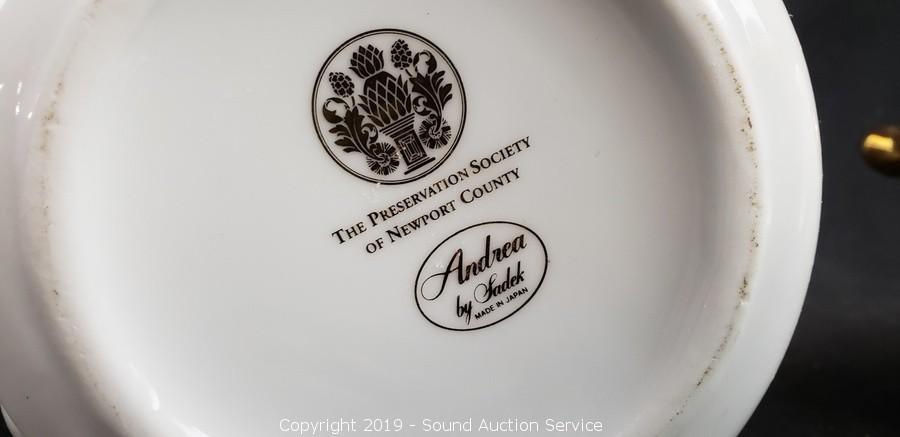 THE PRESERVATION SOCIETY
OF NEWPORT COUNTY
Andrea
by Sadek
MADE IN JAPAN
Copyright 2019 - Sound Auction Service